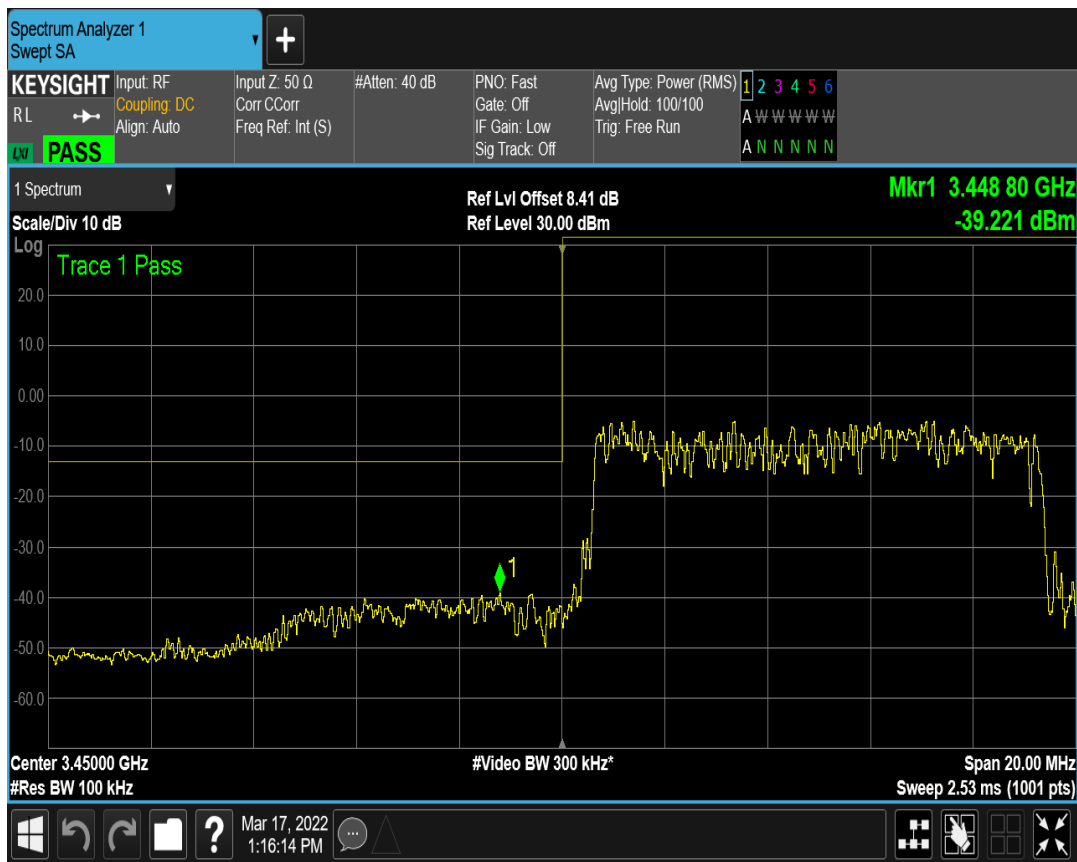 Spectrum Analyzer 1
Swept SA
+
KEYSIGHT
RL
LXI PASS
Input: RF
Coupling: DC
Align: Auto
Input Z: 50 Ω
Corr CCorr
Freq Ref: Int (S)
#Atten: 40 dB
PNO: Fast
Gate: Off
IF Gain: Low
Sig Track: Off
Avg Type: Power (RMS)
Avg|Hold: 100/100
Trig: Free Run
1 2 3 4 5 6
A W W W W W
A N N N N N
1 Spectrum
Scale/Div 10 dB
Ref Lvl Offset 8.41 dB
Ref Level 30.00 dBm
Mkr1 3.448 80 GHz
-39.221 dBm
Log
Trace 1 Pass
20.0
10.0
0.00
-10.0
-20.0
-30.0
1
-40.0
-50.0
-60.0
Center 3.45000 GHz
#Res BW 100 kHz
#Video BW 300 kHz*
Span 20.00 MHz
Sweep 2.53 ms (1001 pts)
?
Mar 17, 2022
1:16:14 PM